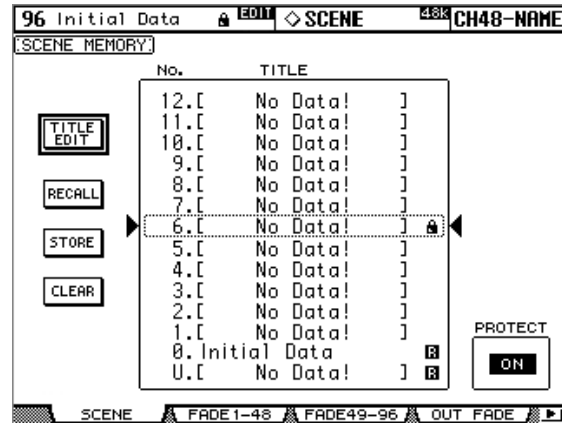 96 Initial Data EDIT SCENE 48k CH48-NAME
SCENE MEMORY
No. TITLE
12.[ No Data! ]
11.[ No Data! ]
10.[ No Data! ]
9.[ No Data! ]
8.[ No Data! ]
7.[ No Data! ]
6.[ No Data! ]
5.[ No Data! ]
4.[ No Data! ]
3.[ No Data! ]
2.[ No Data! ]
1.[ No Data! ]
0. Initial Data R
U.[ No Data! ] R
TITLE
EDIT
RECALL
STORE
CLEAR
PROTECT
ON
SCENE FADE1-48 FADE49-96 OUT FADE